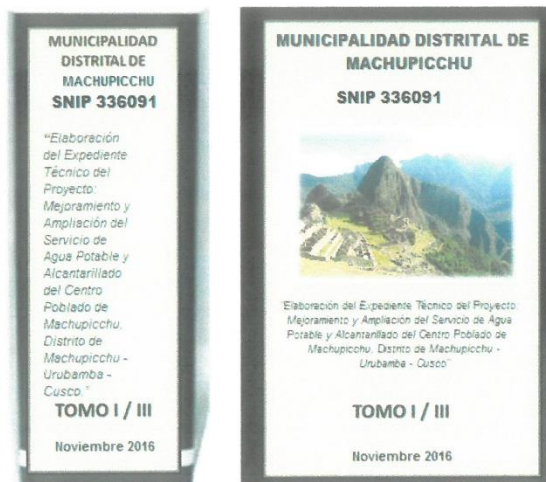 MUNICIPALIDAD
DISTRITAL DE
MACHUPICCHU
SNIP 336091
"Elaboración
del Expediente
Técnico del
Proyecto:
Mejoramiento y
Ampliación del
Servicio de
Agua Potable y
Alcantarillado
del Centro
Poblado de
Machupicchu,
Distrito de
Machupicchu -
Urubamba -
Cusco."
TOMO I / III
Noviembre 2016
MUNICIPALIDAD DISTRITAL DE
MACHUPICCHU
SNIP 336091
"Elaboración del Expediente Técnico del Proyecto:
Mejoramiento y Ampliación del Servicio de Agua
Potable y Alcantarillado del Centro Poblado de
Machupicchu, Distrito de Machupicchu -
Urubamba - Cusco"
TOMO I / III
Noviembre 2016